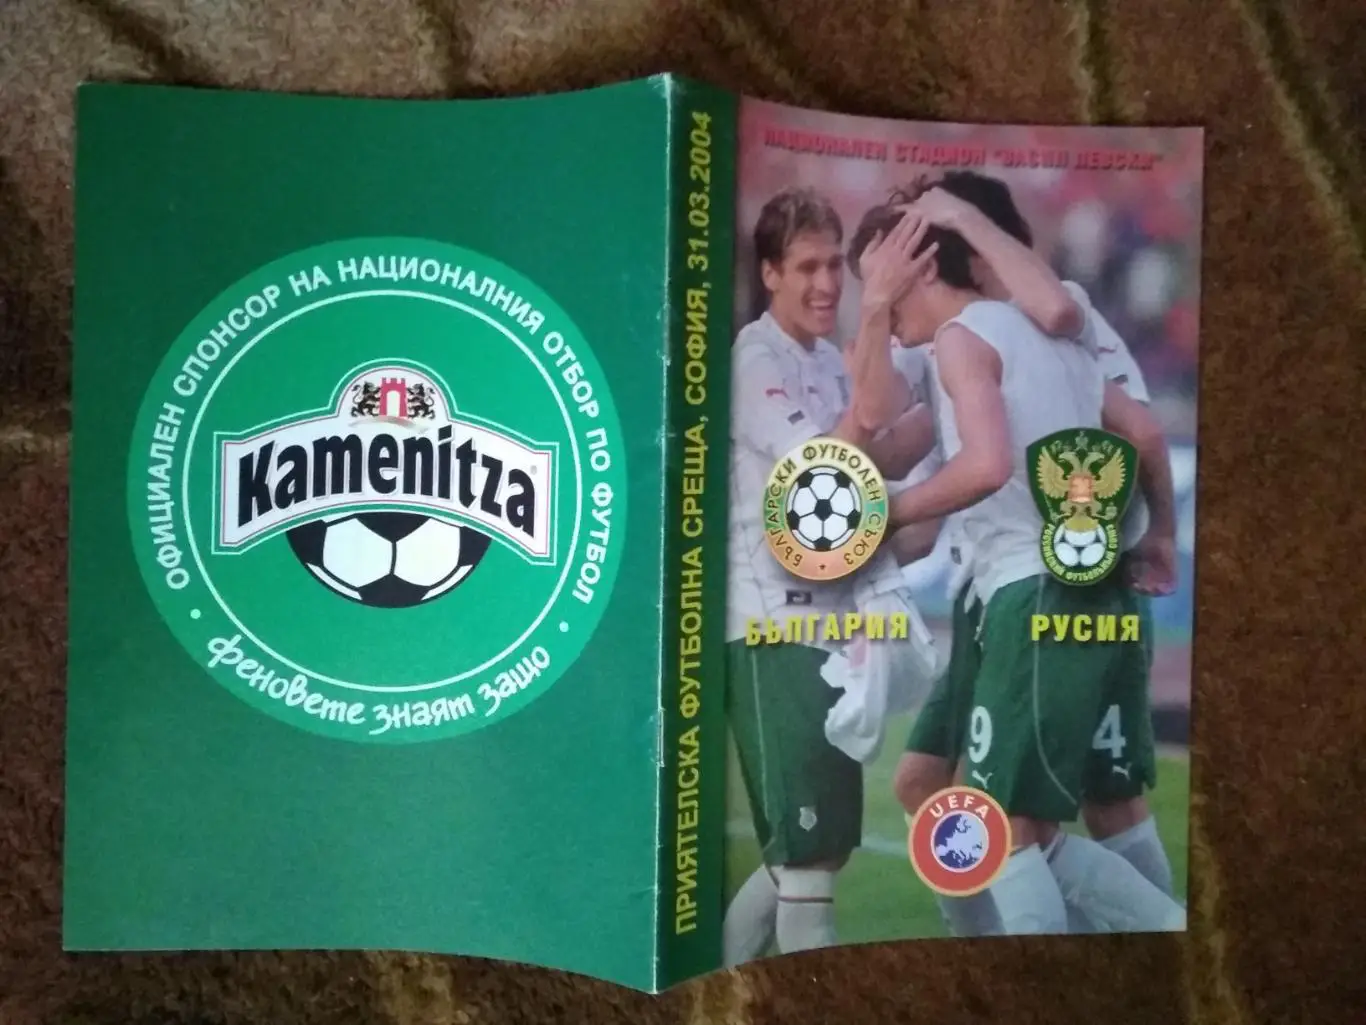 ОФИЦИАЛЕН СПОНСОР НА НАЦИОНАЛНИЯ ОТБОР ПО ФУТБОЛ
Kamenitza
феновете знаят защо
ПРИЯТЕЛСКА ФУТБОЛНА СРЕЩА, СОФИЯ, 31.03.2004
НАЦИОНАЛЕН СТАДИОН "ВАСИЛ ЛЕВСКИ"
БЪЛГАРСКИ ФУТБОЛЕН СЪЮЗ
РОССИЙСКИЙ ФУТБОЛЬНЫЙ СОЮЗ
БЪЛГАРИЯ
РУСИЯ
9
4
UEFA